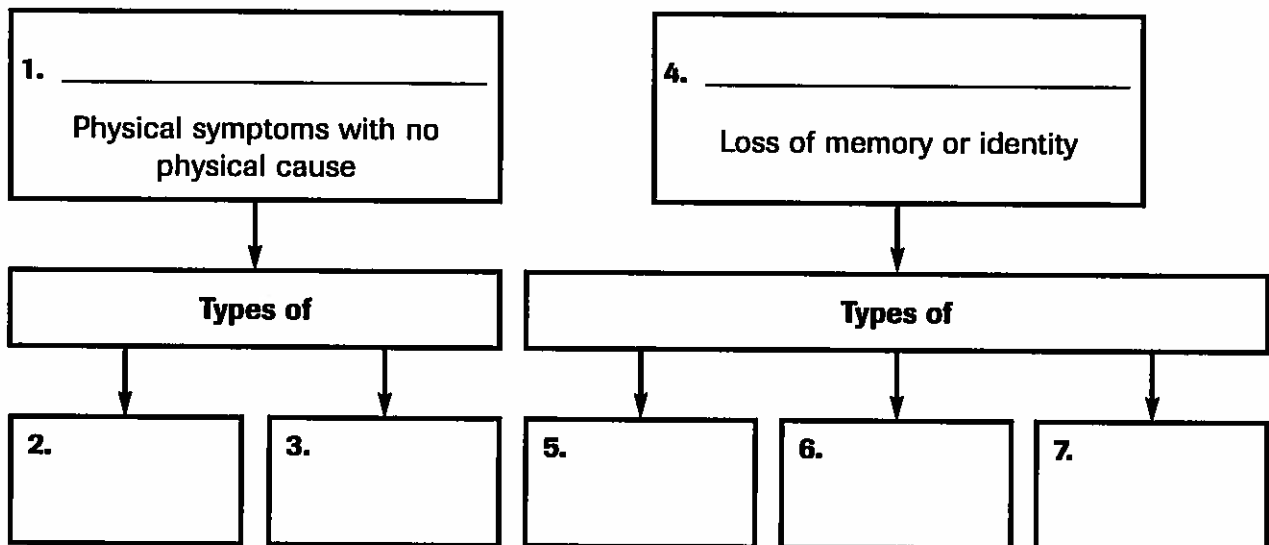 1.
Physical symptoms with no
physical cause
Types of
2.
3.
4.
Loss of memory or identity
Types of
5.
6.
7.